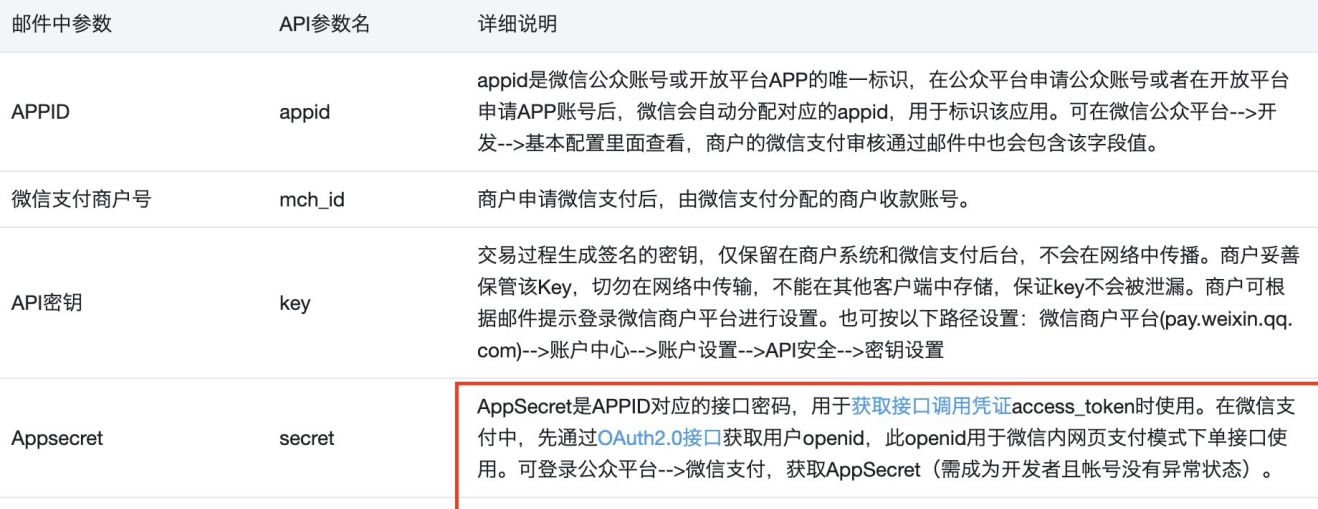 邮件中参数 API参数名 详细说明
appid是微信公众账号或开放平台APP的唯一标识，在公众平台申请公众账号或者在开放平台
APPID appid 申请APP账号后，微信会自动分配对应的appid，用于标识该应用。可在微信公众平台-->开
发-->基本配置里面查看，商户的微信支付审核通过邮件中也会包含该字段值。
微信支付商户号 mch_id 商户申请微信支付后，由微信支付分配的商户收款账号。
交易过程生成签名的密钥，仅保留在商户系统和微信支付后台，不会在网络中传播。商户妥善
保管该Key，切勿在网络中传输，不能在其他客户端中存储，保证key不会被泄漏。商户可根
API密钥 key 据邮件提示登录微信商户平台进行设置。也可按以下路径设置：微信商户平台(pay.weixin.qq.
com)-->账户中心-->账户设置-->API安全-->密钥设置
AppSecret是APPID对应的接口密码，用于获取接口调用凭证access_token时使用。在微信支
Appsecret secret 付中，先通过OAuth2.0接口获取用户openid，此openid用于微信内网页支付模式下单接口使
用。可登录公众平台-->微信支付，获取AppSecret（需成为开发者且帐号没有异常状态）。